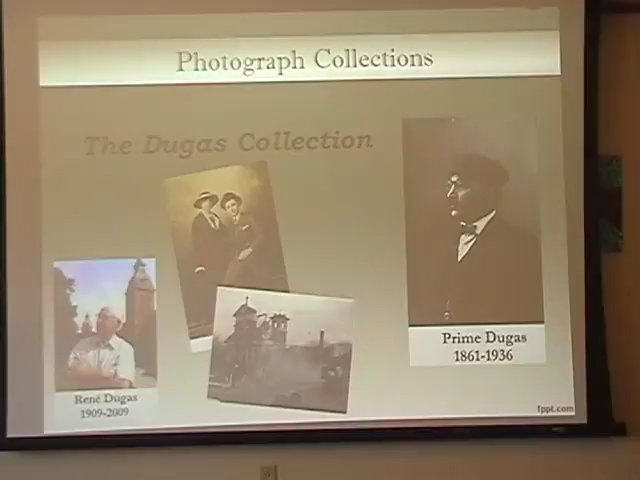 Photograph Collections
The Dugas Collection
Prime Dugas
1861-1936
René Dugas
1909-2009
fppt.com